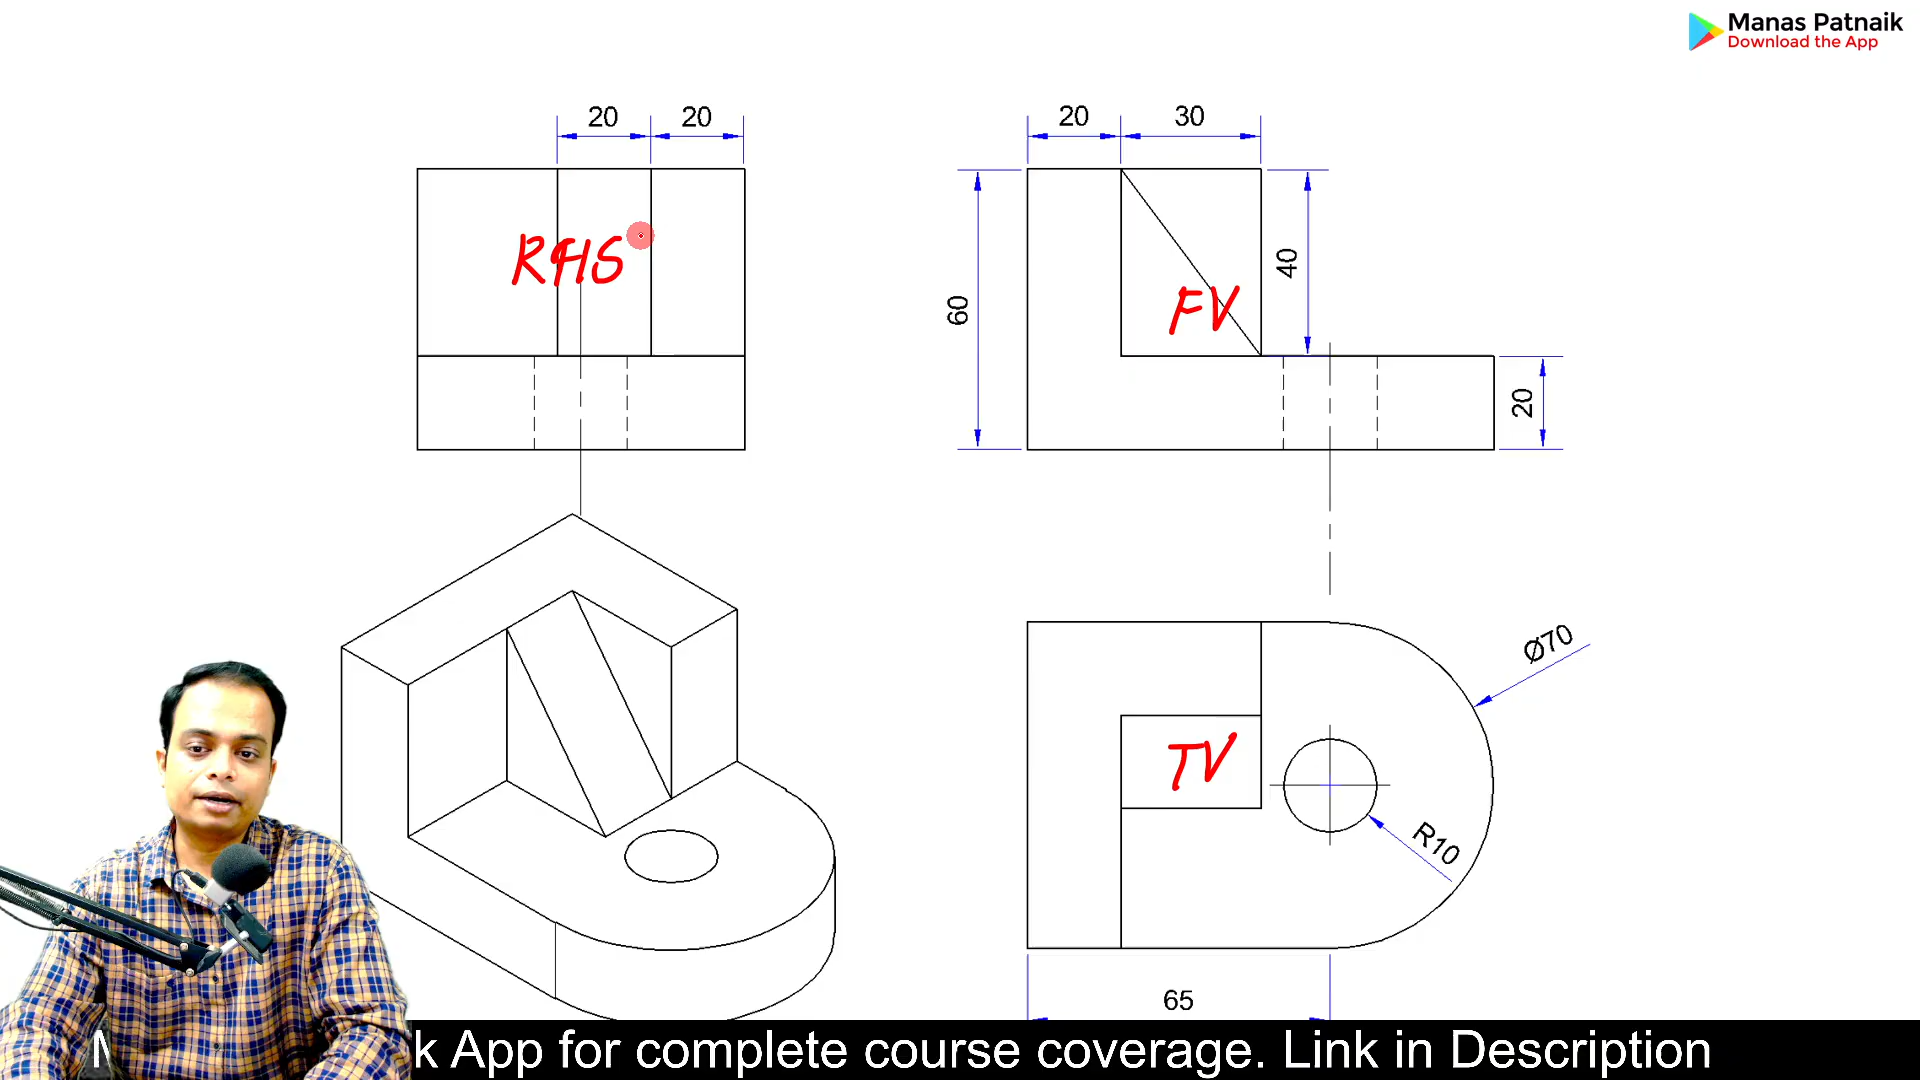 Manas Patnaik
Download the App
20 20
20 30
RHS
FV
40
60
20
TV
Ø70
R10
65
k App for complete course coverage. Link in Description